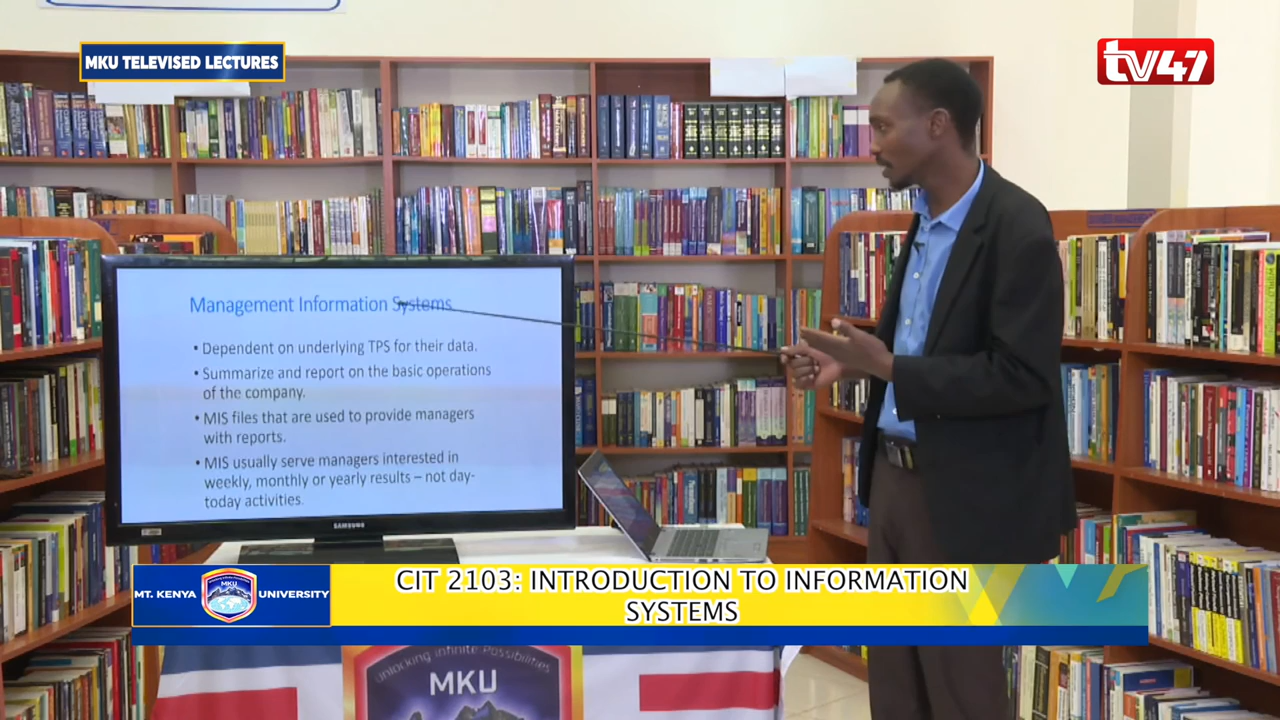 MKU TELEVISED LECTURES
tv47
Management Information Systems
• Dependent on underlying TPS for their data.
• Summarize and report on the basic operations
of the company.
• MIS files that are used to provide managers
with reports.
• MIS usually serve managers interested in
weekly, monthly or yearly results – not day-
today activities.
SAMSUNG
MT. KENYA
MKU
UNIVERSITY
CIT 2103: INTRODUCTION TO INFORMATION
SYSTEMS
Unlocking Infinite Possibilities
MKU